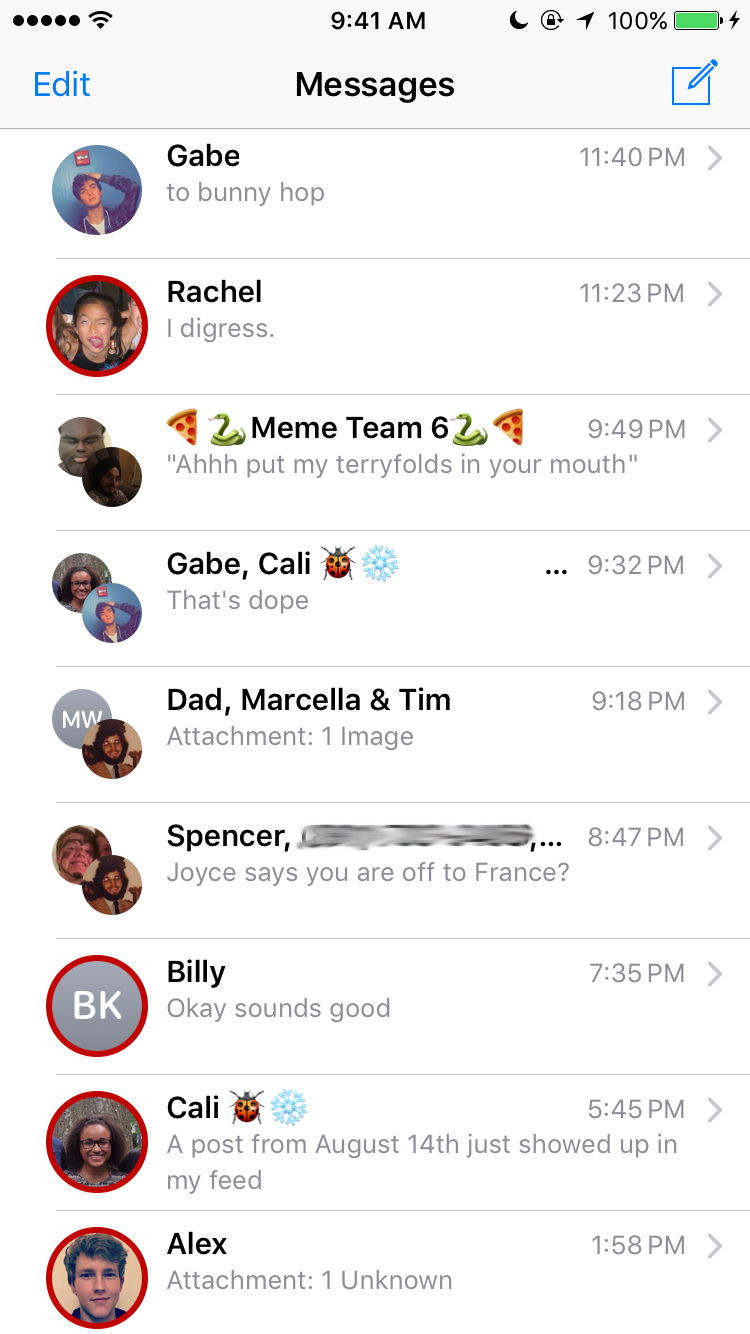 9:41 AM 100%
Edit Messages
Gabe 11:40 PM
to bunny hop
Rachel 11:23 PM
I digress.
🍕🐍Meme Team 6🐍🍕 9:49 PM
"Ahhh put my terryfolds in your mouth"
Gabe, Cali 🐞❄️ ... 9:32 PM
That's dope
MW
Dad, Marcella & Tim 9:18 PM
Attachment: 1 Image
Spencer, ,... 8:47 PM
Joyce says you are off to France?
BK
Billy 7:35 PM
Okay sounds good
Cali 🐞❄️ 5:45 PM
A post from August 14th just showed up in
my feed
Alex 1:58 PM
Attachment: 1 Unknown